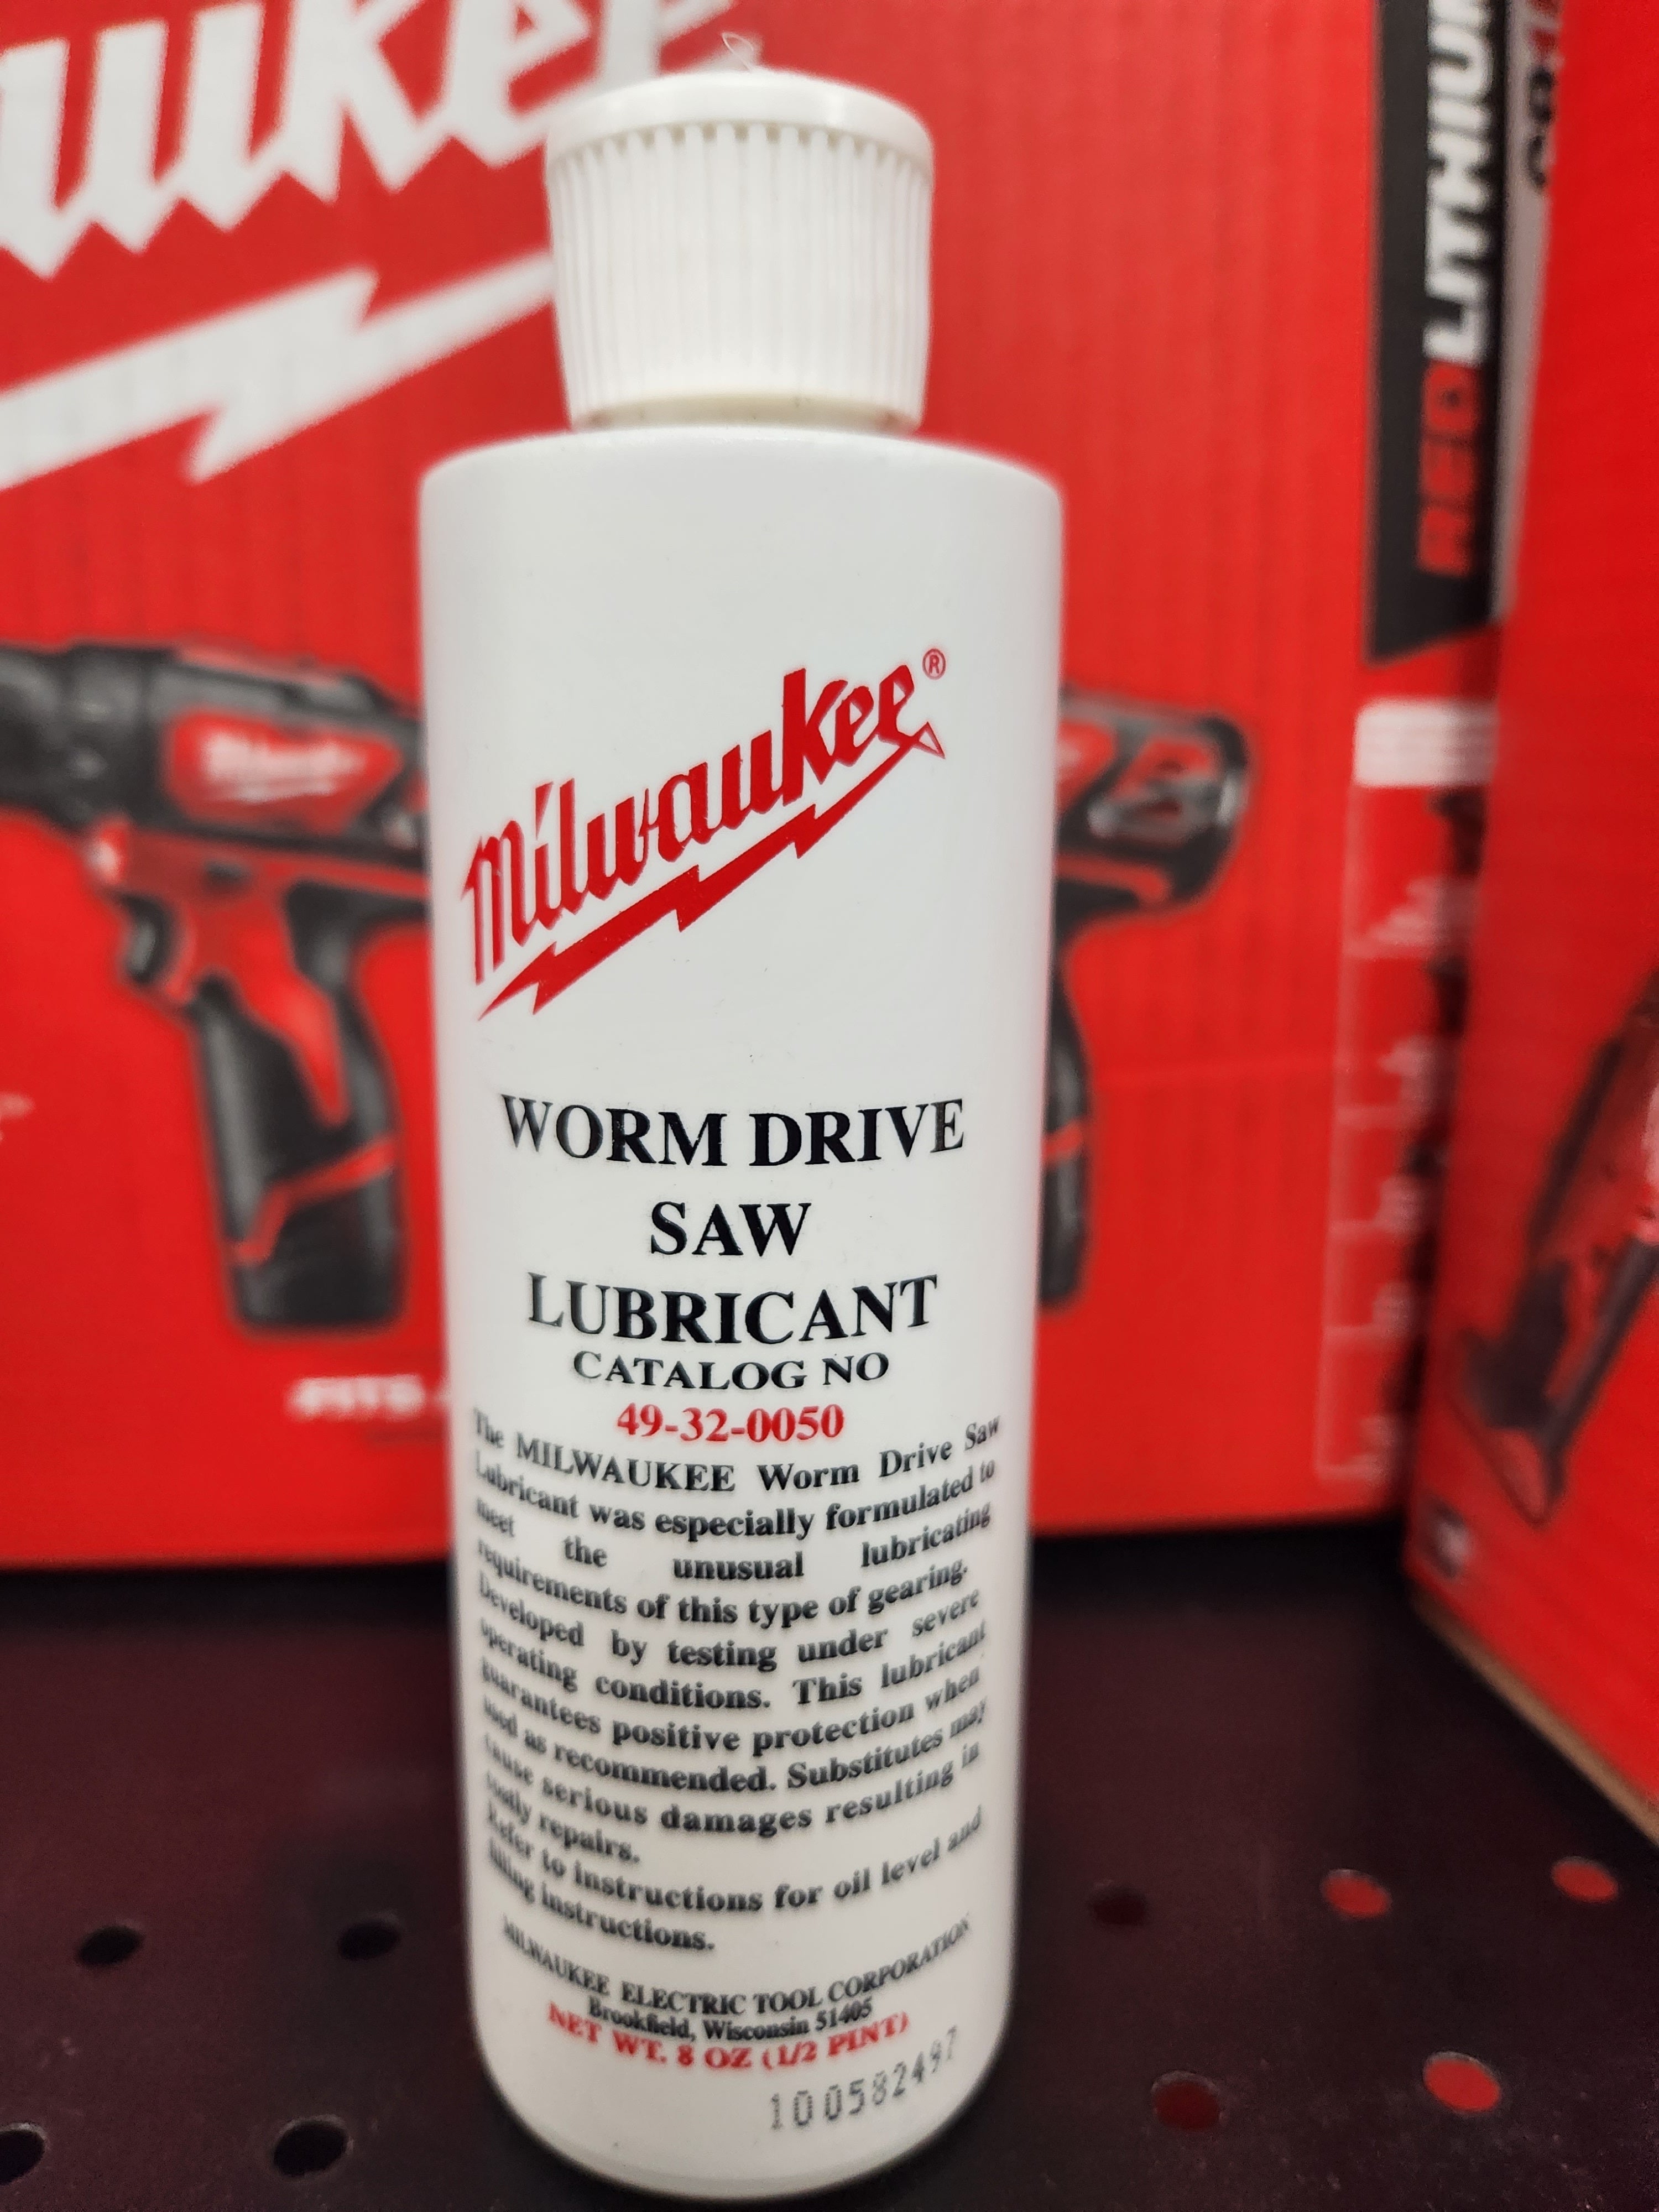 Milwaukee®
WORM DRIVE
SAW
LUBRICANT
CATALOG NO
49-32-0050
The MILWAUKEE Worm Drive Saw
Lubricant was especially formulated to
meet the unusual lubricating
requirements of this type of gearing.
Developed by testing under severe
operating conditions. This lubricant
guarantees positive protection when
used as recommended. Substitutes may
cause serious damages resulting in
costly repairs.
Refer to instructions for oil level and
filling instructions.
MILWAUKEE ELECTRIC TOOL CORPORATION
Brookfield, Wisconsin 51405
NET WT. 8 OZ (1/2 PINT)
100582497
aukee
REDLITHIUM
Milwaukee
FITS